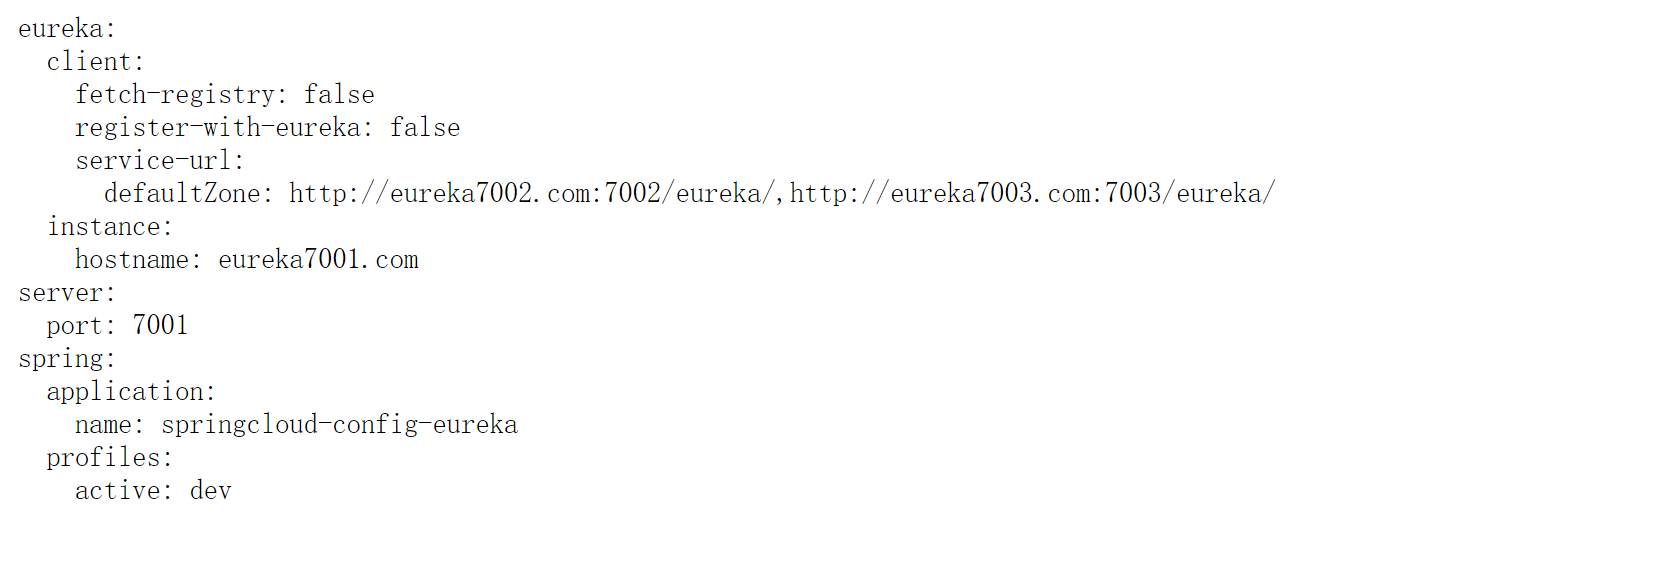 eureka:
  client:
    fetch-registry: false
    register-with-eureka: false
    service-url:
      defaultZone: http://eureka7002.com:7002/eureka/,http://eureka7003.com:7003/eureka/
  instance:
    hostname: eureka7001.com
server:
  port: 7001
spring:
  application:
    name: springcloud-config-eureka
  profiles:
    active: dev